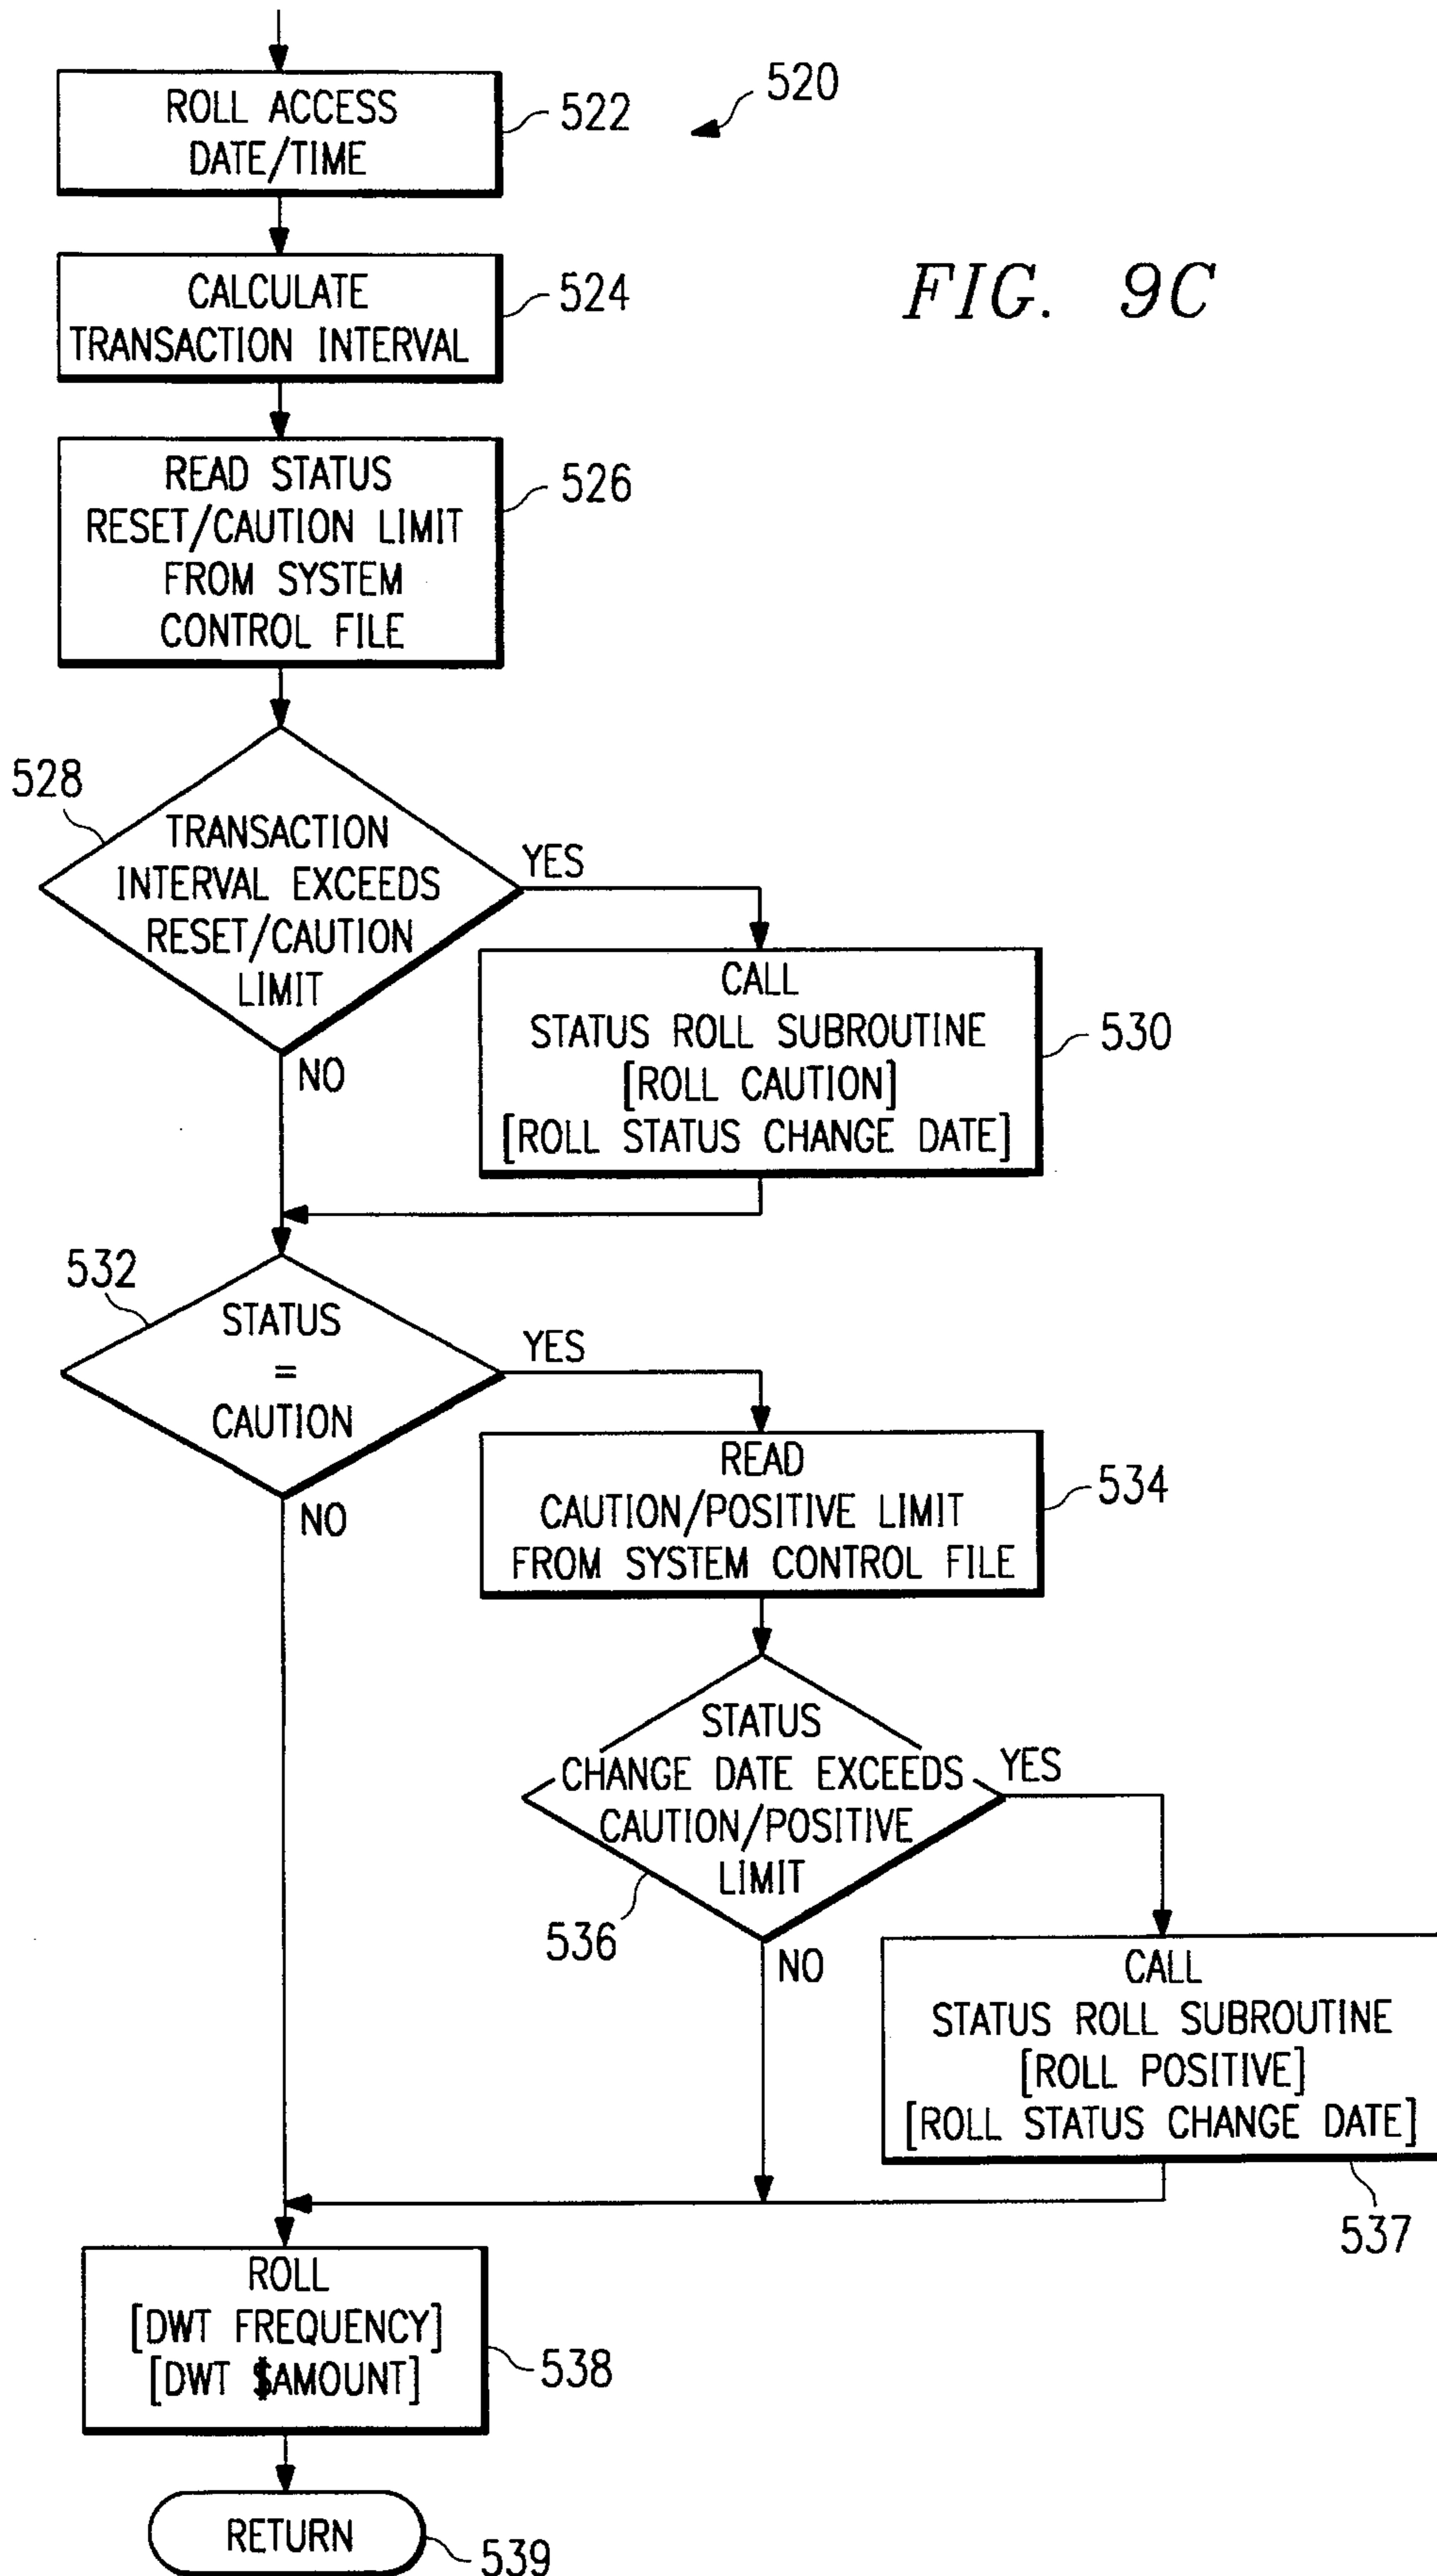 520
ROLL ACCESS
DATE/TIME
522
FIG. 9C
CALCULATE
TRANSACTION INTERVAL
524
READ STATUS
RESET/CAUTION LIMIT
FROM SYSTEM
CONTROL FILE
526
528
TRANSACTION
INTERVAL EXCEEDS
RESET/CAUTION
LIMIT
YES
NO
CALL
STATUS ROLL SUBROUTINE
[ROLL CAUTION]
[ROLL STATUS CHANGE DATE]
530
532
STATUS
=
CAUTION
YES
NO
READ
CAUTION/POSITIVE LIMIT
FROM SYSTEM CONTROL FILE
534
STATUS
CHANGE DATE EXCEEDS
CAUTION/POSITIVE
LIMIT
YES
536
NO
CALL
STATUS ROLL SUBROUTINE
[ROLL POSITIVE]
[ROLL STATUS CHANGE DATE]
537
ROLL
[DWT FREQUENCY]
[DWT $AMOUNT]
538
RETURN
539